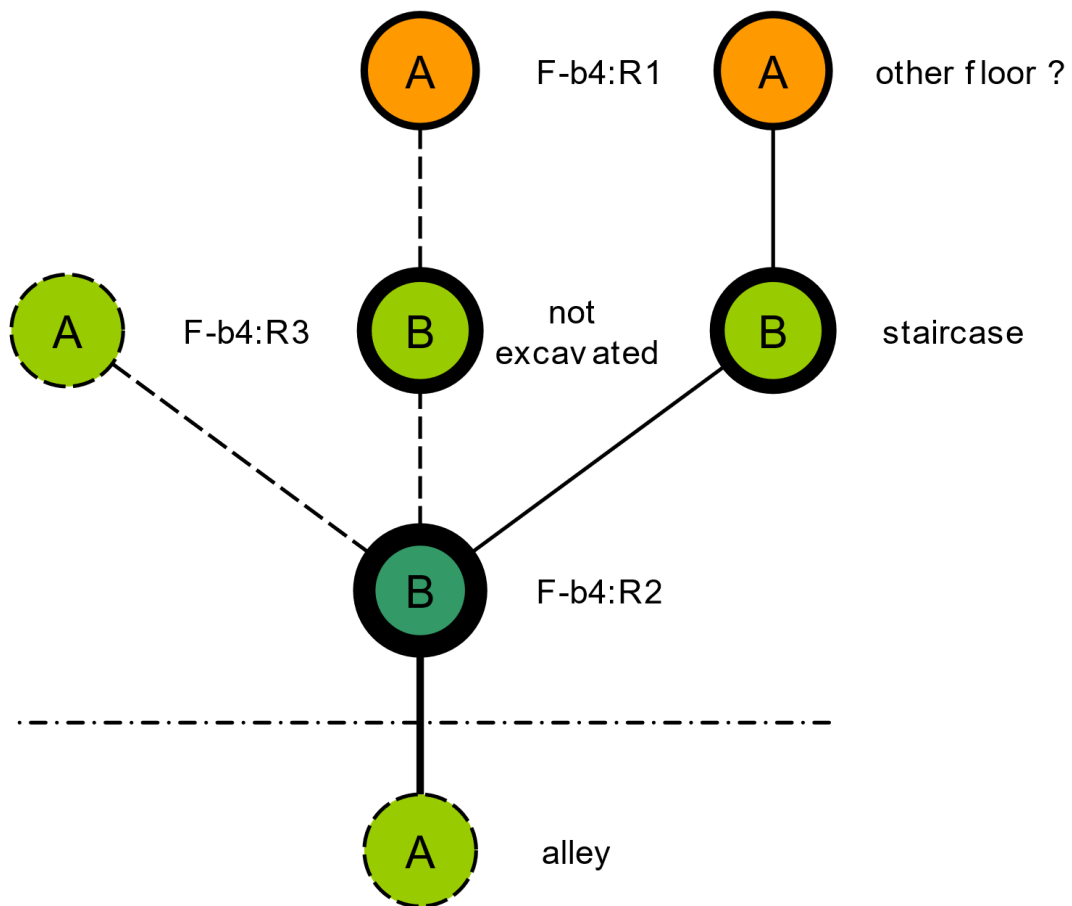 A F-b4:R1 A other floor ?
A F-b4:R3 B not
excavated B staircase
B F-b4:R2
A alley